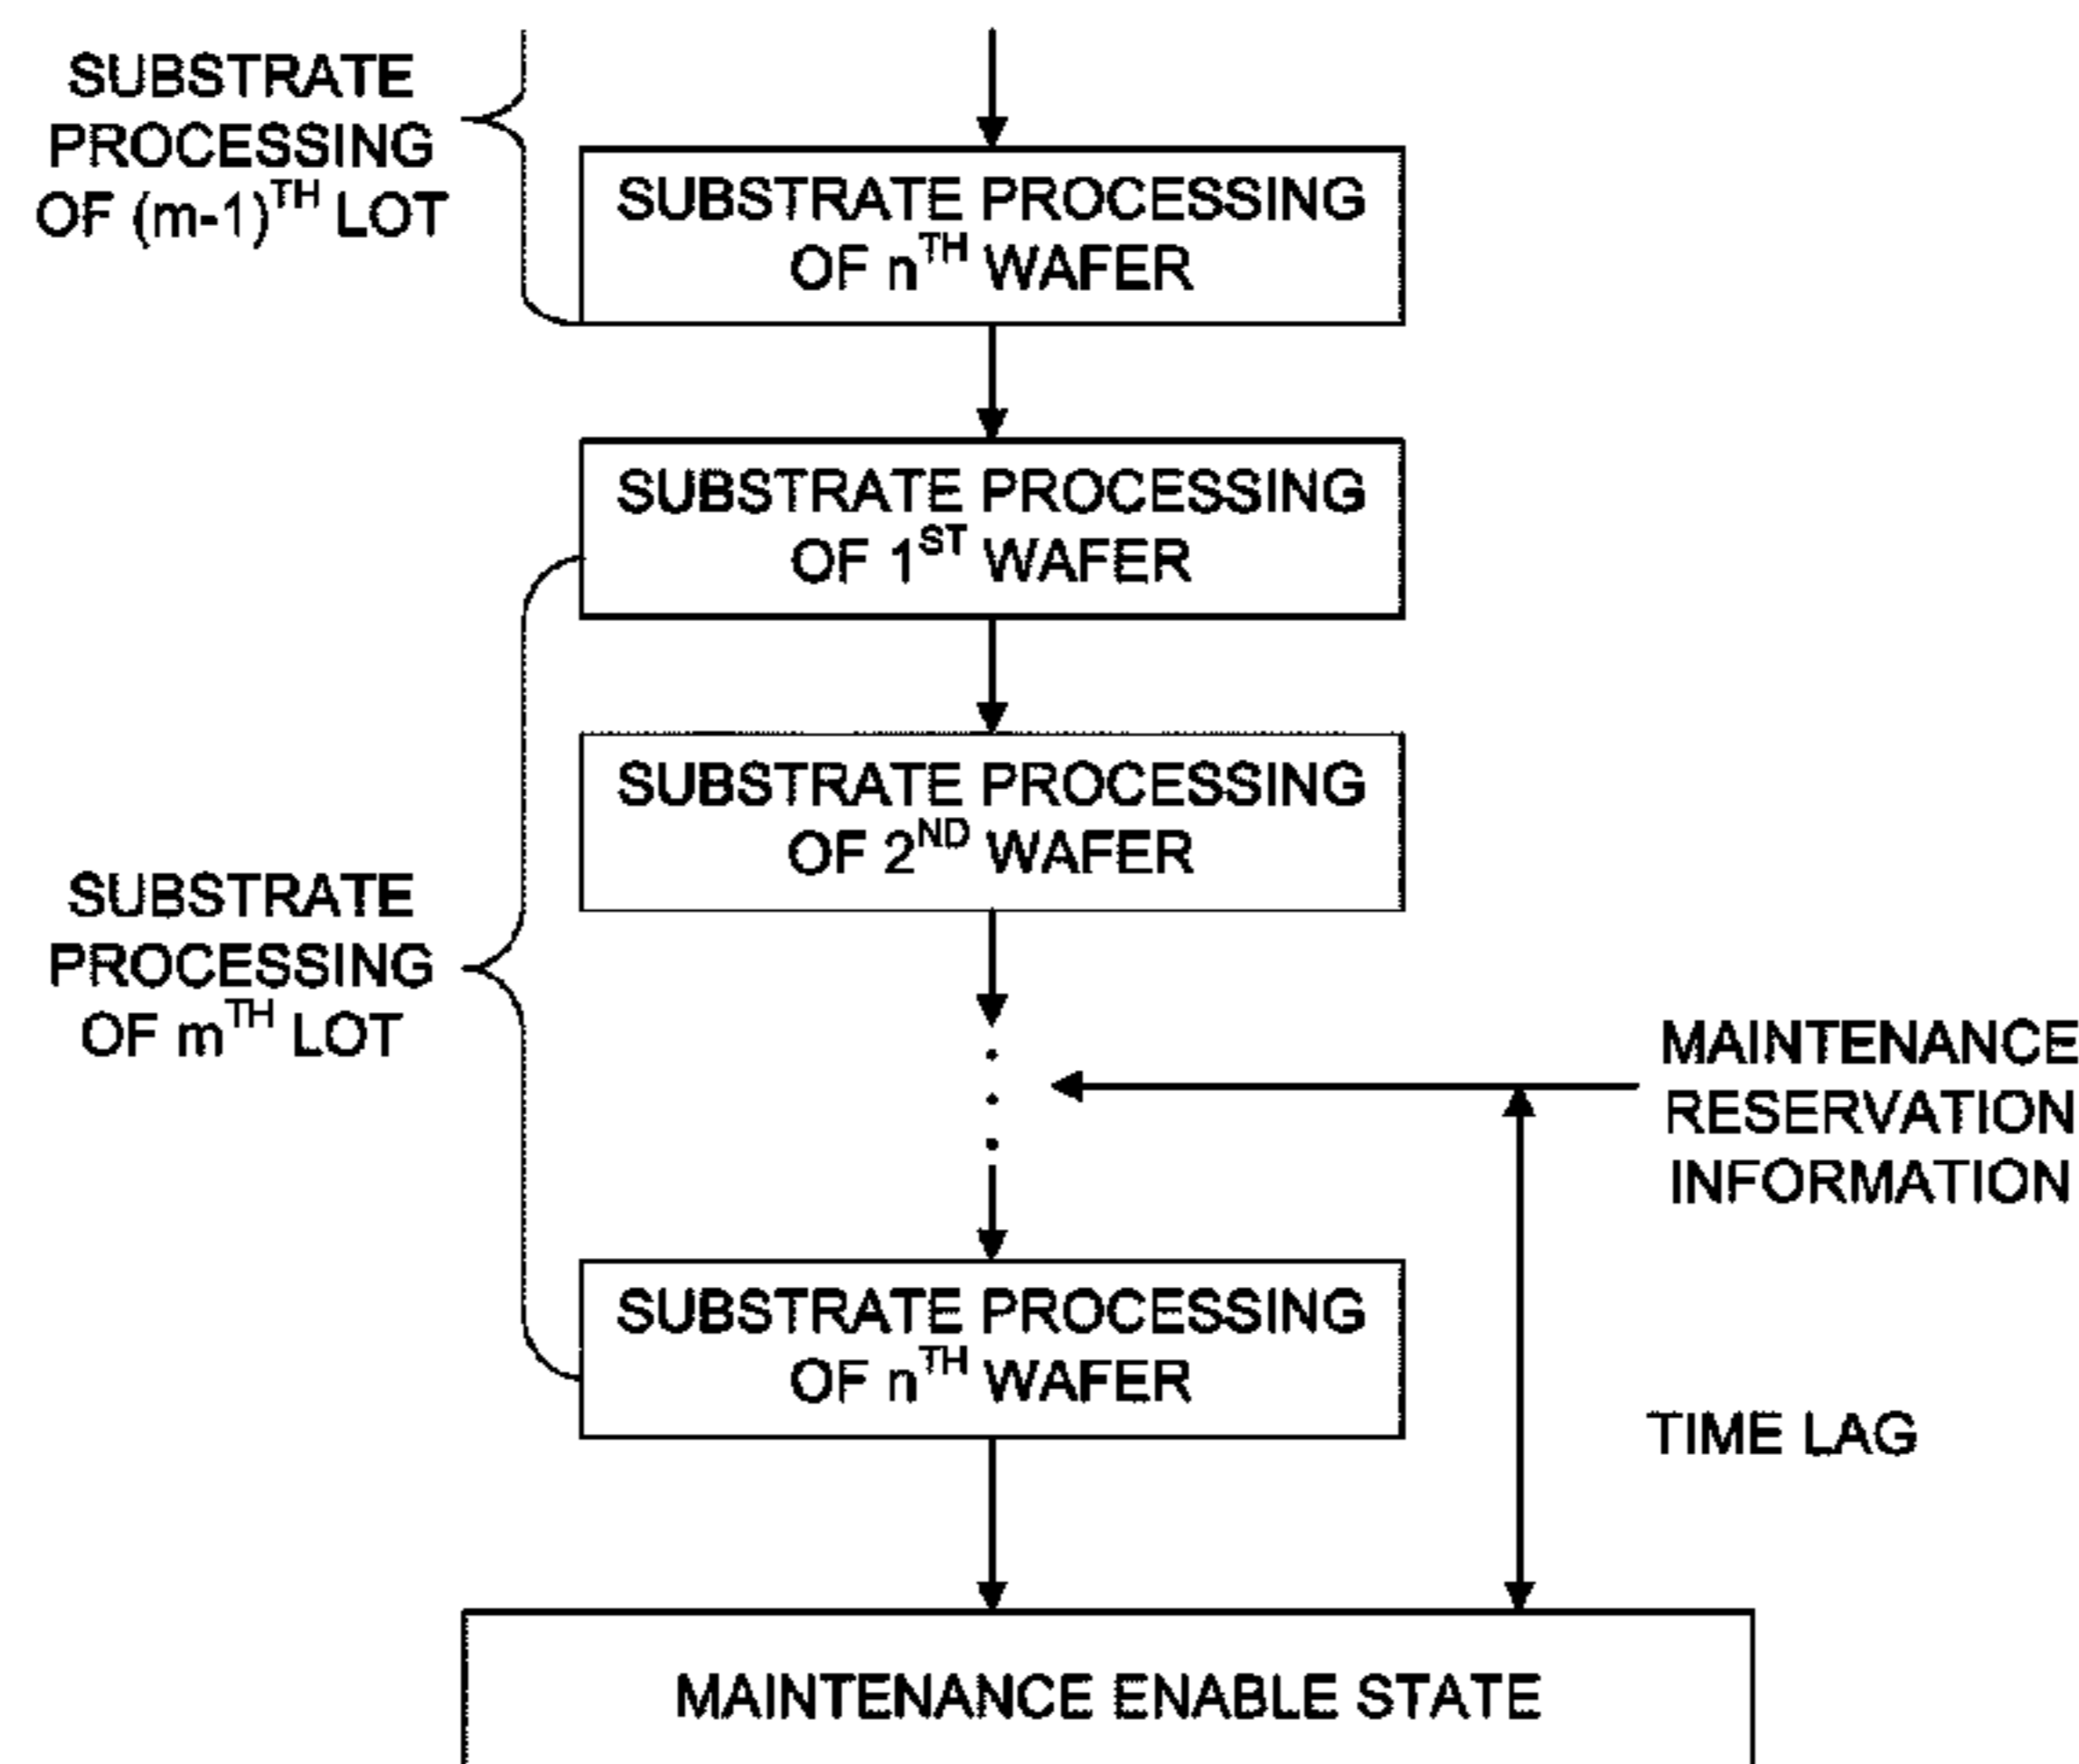 SUBSTRATE
PROCESSING
OF (m-1)TH LOT
SUBSTRATE PROCESSING
OF nTH WAFER
SUBSTRATE PROCESSING
OF 1ST WAFER
SUBSTRATE PROCESSING
OF 2ND WAFER
SUBSTRATE
PROCESSING
OF mTH LOT
MAINTENANCE
RESERVATION
INFORMATION
SUBSTRATE PROCESSING
OF nTH WAFER
TIME LAG
MAINTENANCE ENABLE STATE